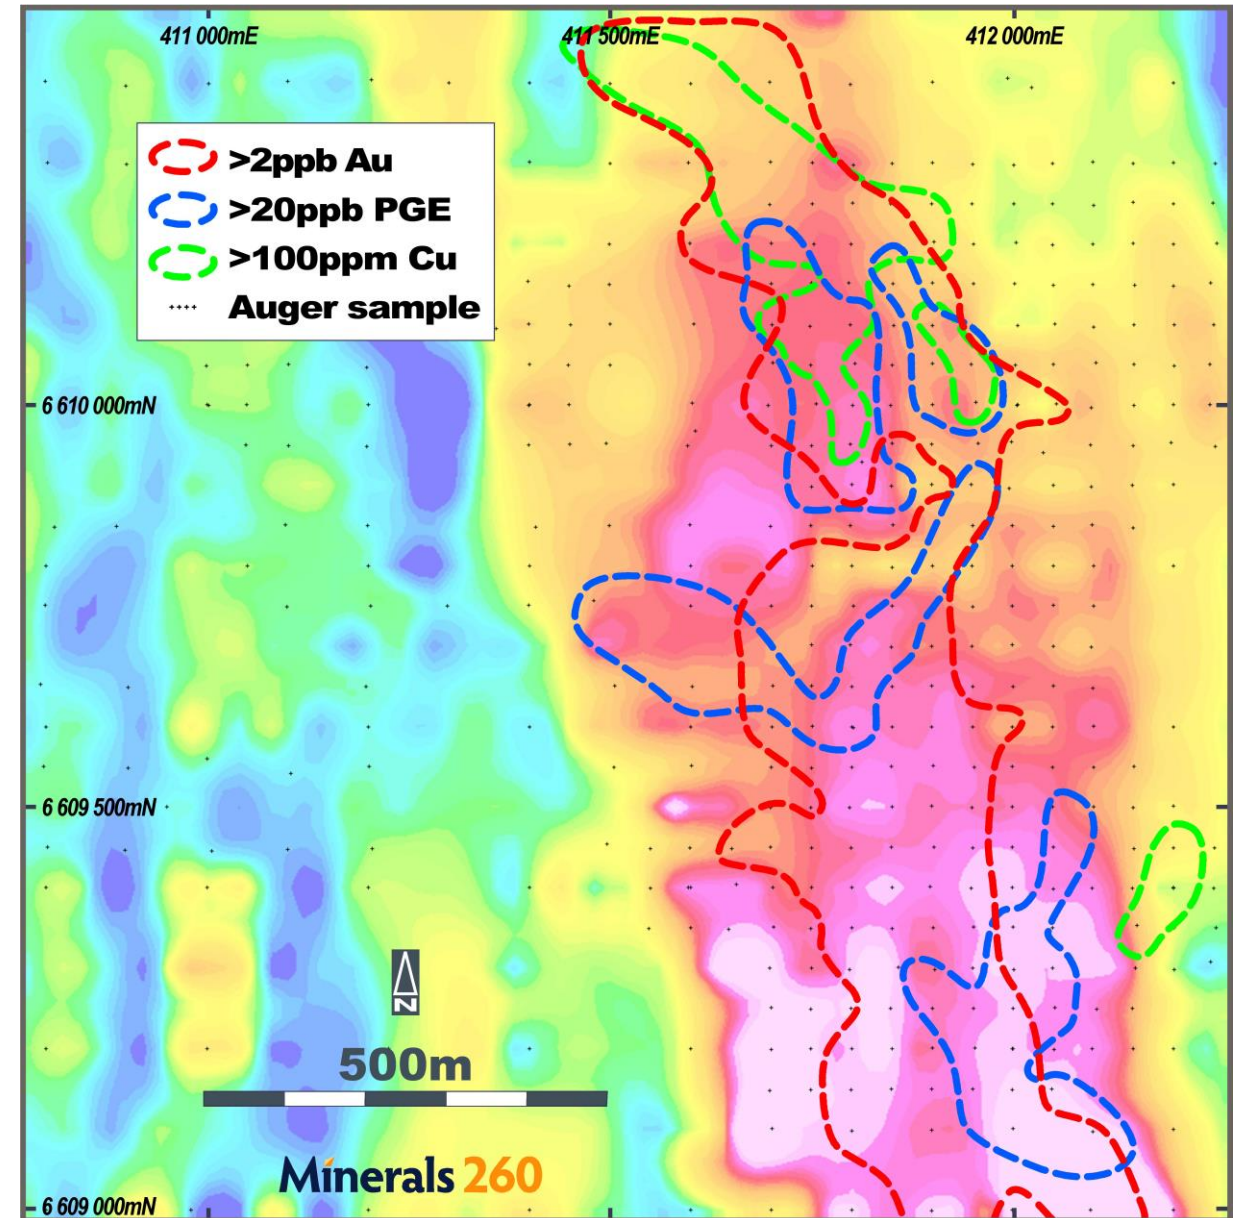 411 000mE
411 500mE
412 000mE
>2ppb Au
>20ppb PGE
>100ppm Cu
Auger sample
6 610 000mN
6 609 500mN
N
500m
Minerals 260
6 609 000mN